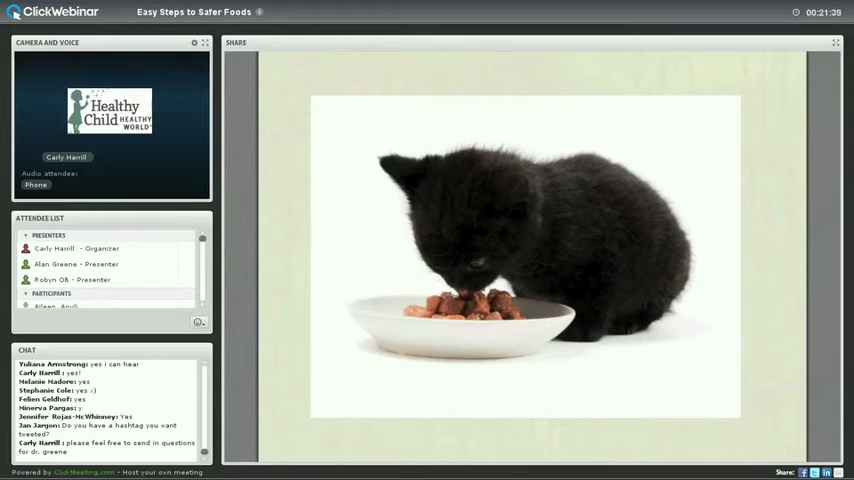 ClickWebinar
Easy Steps to Safer Foods
00:21:39
CAMERA AND VOICE
Healthy
Child HEALTHY
WORLD
Carly Harrill
Audio attendee:
Phone
ATTENDEE LIST
PRESENTERS
Carly Harrill - Organizer
Alan Greene - Presenter
Robyn OB - Presenter
PARTICIPANTS
CHAT
Yuliana Armstrong: yes i can hear
Carly Harrill: yes!
Melanie Madore: yes
Stephanie Cole: yes :)
Felien Geldhof: yes
Minerva Pargas: y
Jennifer Rojas-McWhinney: Yes
Jan Jargon: Do you have a hashtag you want
tweeted?
Carly Harrill: please feel free to send in questions
for dr. greene
SHARE
Powered by ClickMeeting.com - Host your own meeting
Share: